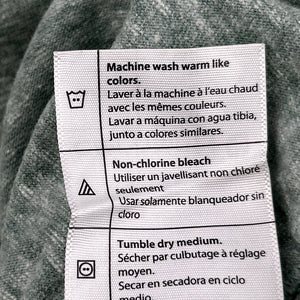 Machine wash warm like
colors.
Laver à la machine à l'eau chaud
avec les mêmes couleurs.
Lavar a máquina con agua tibia,
junto a colores similares.
Non-chlorine bleach
Utiliser un javellisant non chloré
seulement
Usar solamente blanqueador sin
cloro
Tumble dry medium.
Sécher par culbutage à réglage
moyen.
Secar en secadora en ciclo
medio